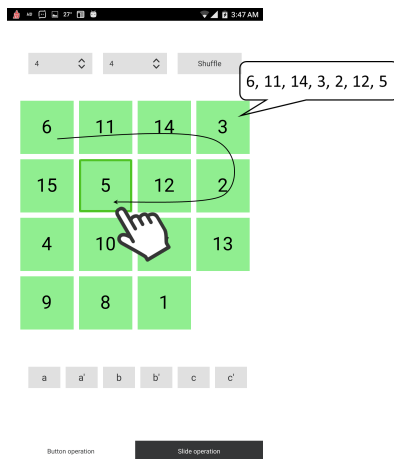 27°
3:47 AM
4 4 Shuffle
6, 11, 14, 3, 2, 12, 5
6 11 14 3
15 5 12 2
4 10 13
9 8 1
a a' b b' c c'
Button operation Slide operation